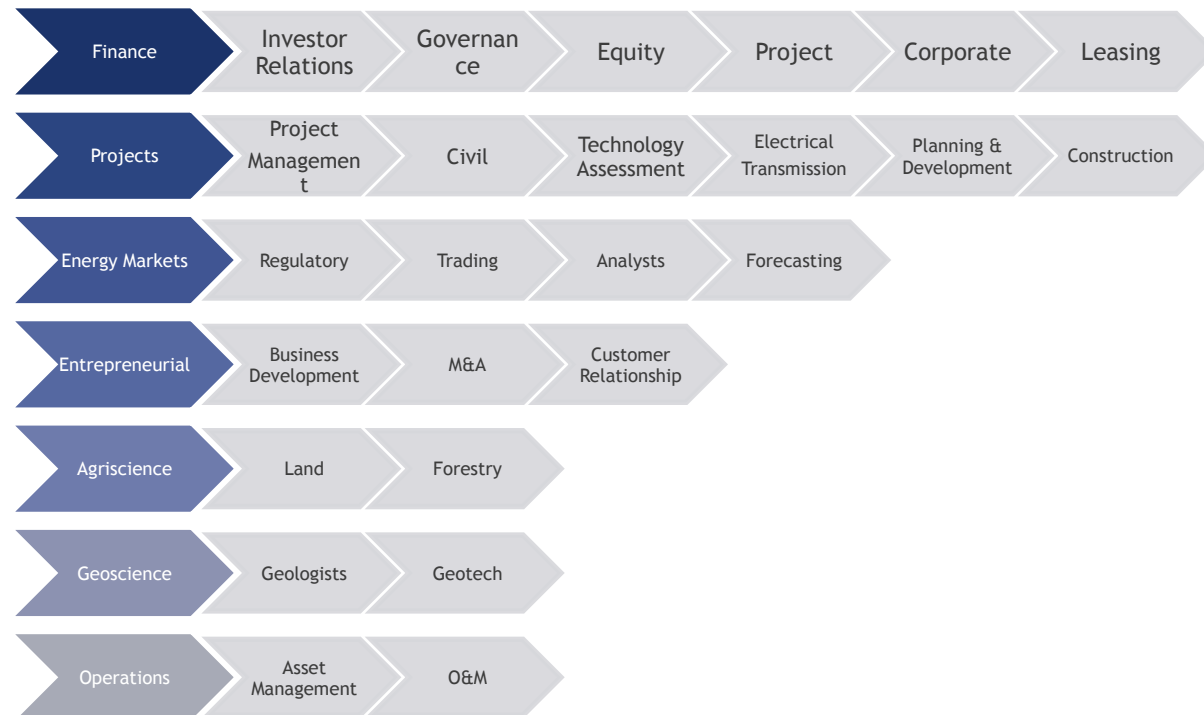 Finance
Investor
Relations
Governan
ce
Equity
Project
Corporate
Leasing
Projects
Project
Managemen
t
Civil
Technology
Assessment
Electrical
Transmission
Planning &
Development
Construction
Energy Markets
Regulatory
Trading
Analysts
Forecasting
Entrepreneurial
Business
Development
M&A
Customer
Relationship
Agriscience
Land
Forestry
Geoscience
Geologists
Geotech
Operations
Asset
Management
O&M